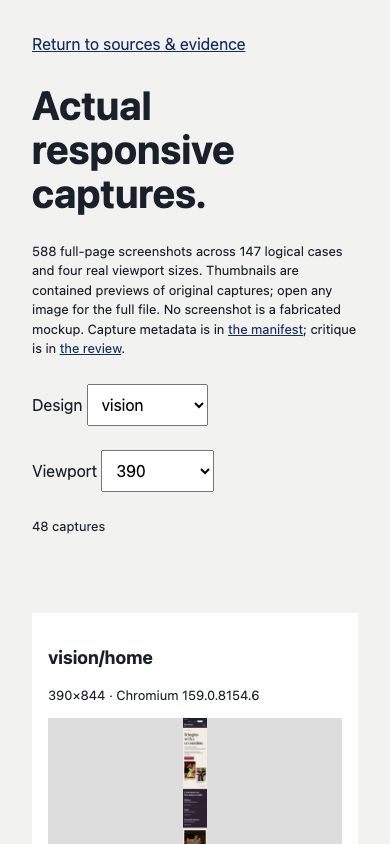 Return to sources & evidence
Actual
responsive
captures.
588 full-page screenshots across 147 logical cases
and four real viewport sizes. Thumbnails are
contained previews of original captures; open any
image for the full file. No screenshot is a fabricated
mockup. Capture metadata is in the manifest; critique
is in the review.
Design vision
Viewport 390
48 captures
vision/home
390×844 · Chromium 159.0.8154.6